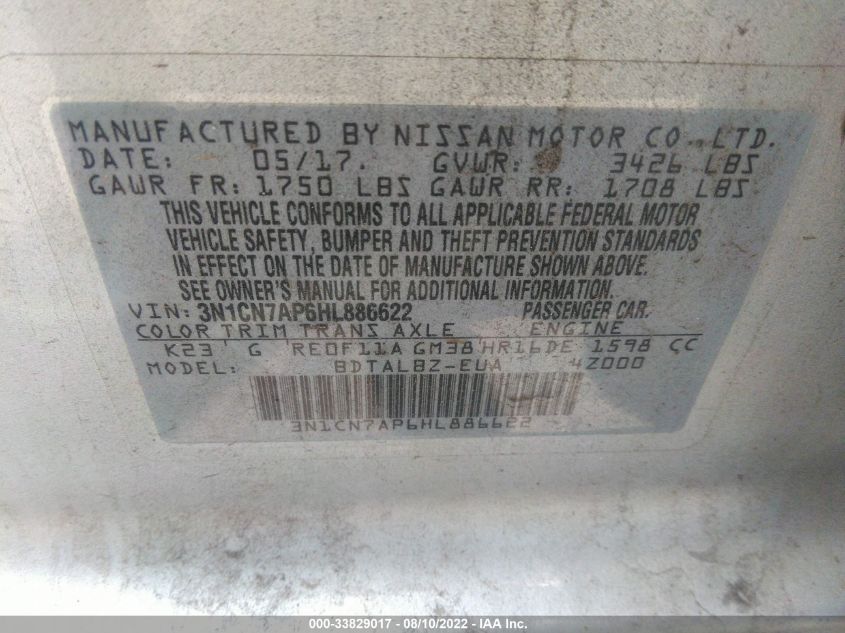 MANUFACTURED BY NISSAN MOTOR CO., LTD.
DATE: 05/17. GVWR: 3426 LBS
GAWR FR: 1750 LBS GAWR RR: 1708 LBS
THIS VEHICLE CONFORMS TO ALL APPLICABLE FEDERAL MOTOR
VEHICLE SAFETY, BUMPER AND THEFT PREVENTION STANDARDS
IN EFFECT ON THE DATE OF MANUFACTURE SHOWN ABOVE.
SEE OWNER'S MANUAL FOR ADDITIONAL INFORMATION.
VIN: 3N1CN7AP6HL886622 PASSENGER CAR.
COLOR TRIM TRANS AXLE ENGINE
K23 G RE0F11A GM38 HR16DE 1598 CC
MODEL: BDTALBZ-EUA 4Z000
3N1CN7AP6HL886622
000-33829017 - 08/10/2022 - IAA Inc.